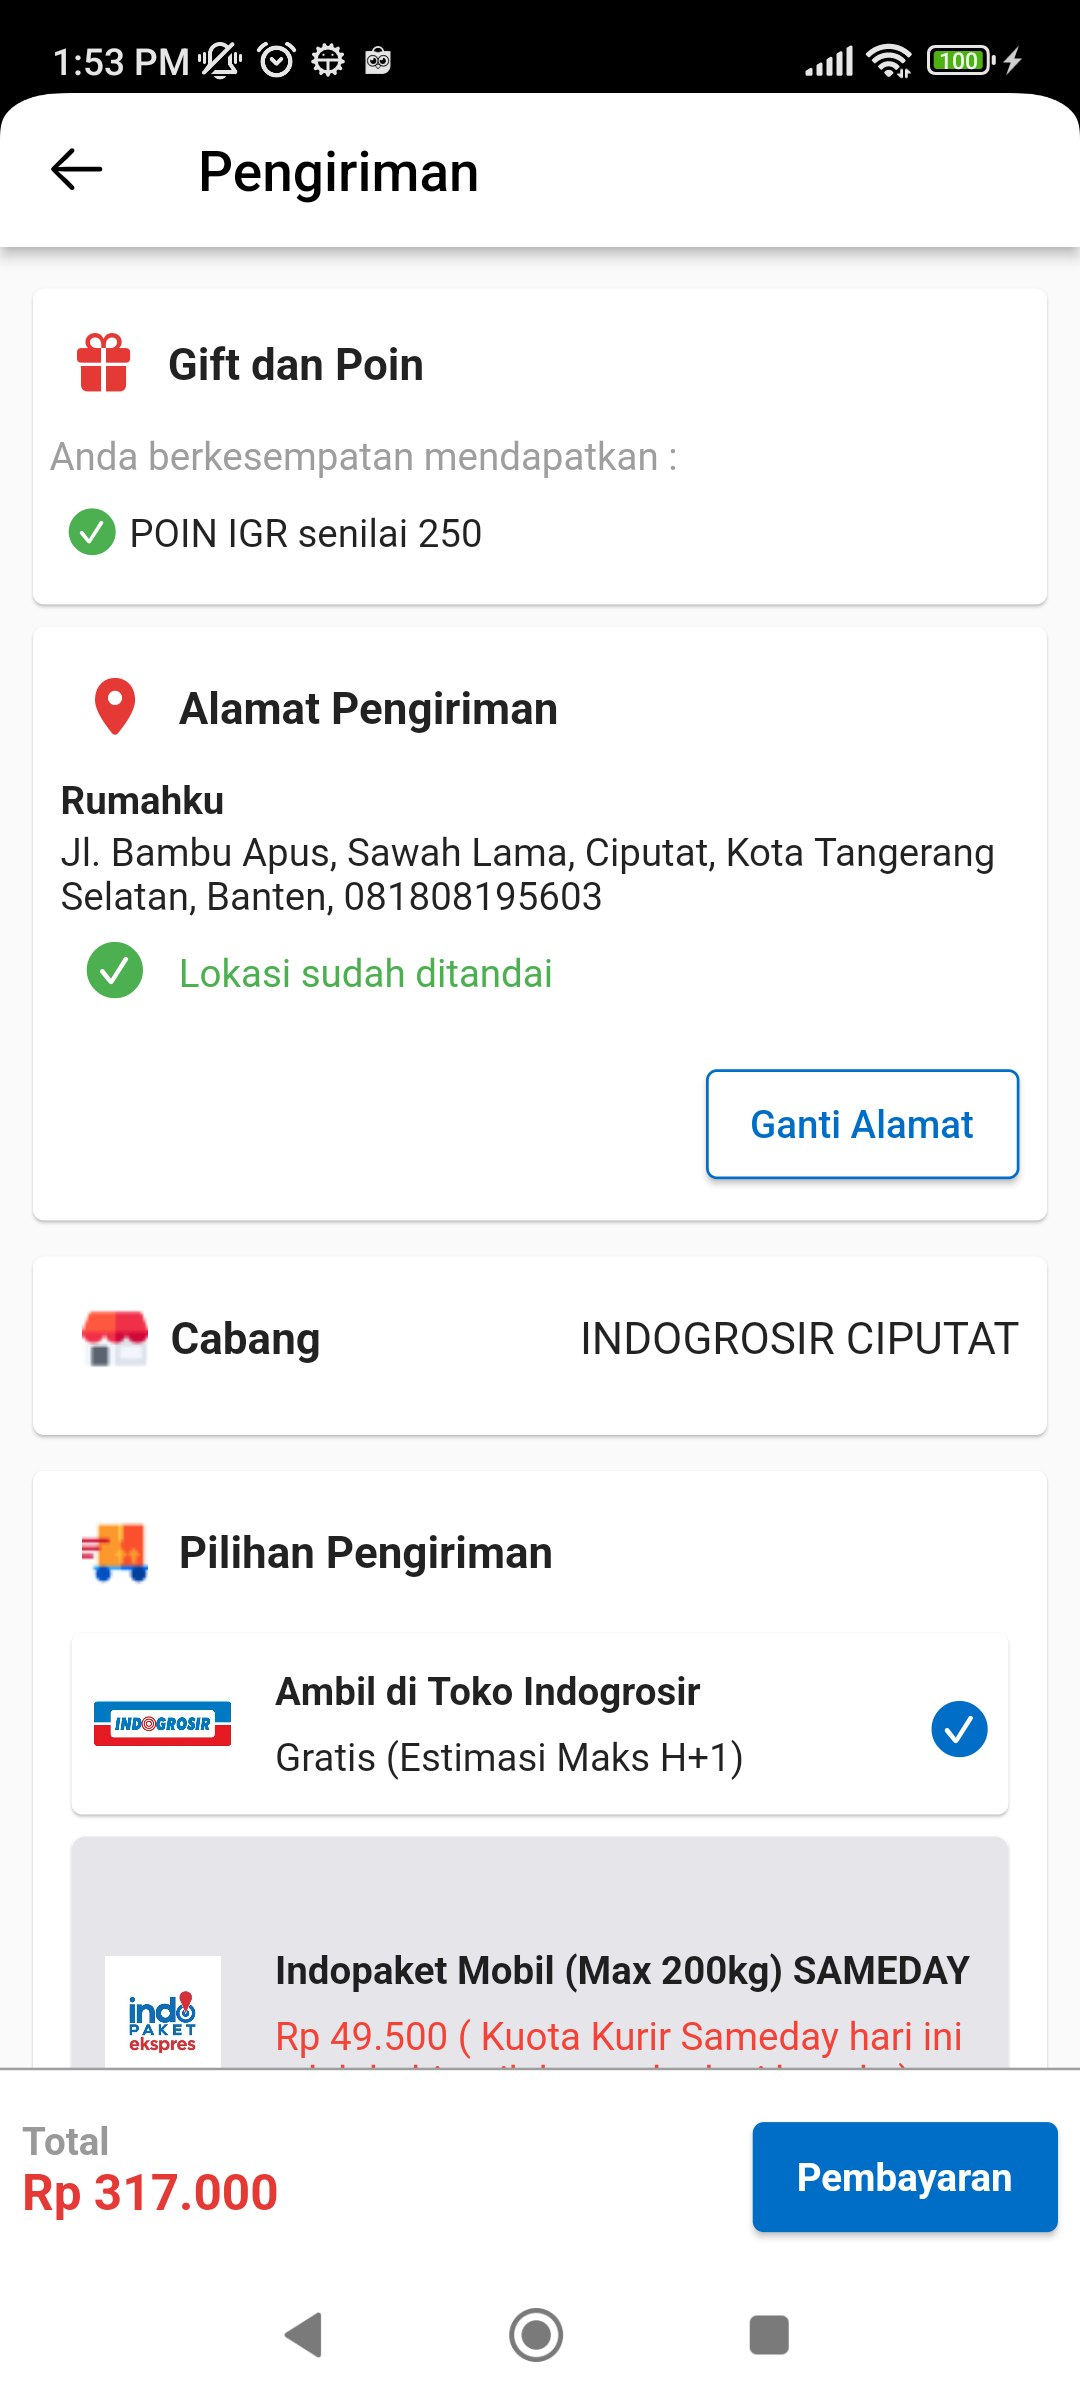 1:53 PM
100
Pengiriman
Gift dan Poin
Anda berkesempatan mendapatkan :
POIN IGR senilai 250
Alamat Pengiriman
Rumahku
Jl. Bambu Apus, Sawah Lama, Ciputat, Kota Tangerang
Selatan, Banten, 081808195603
Lokasi sudah ditandai
Ganti Alamat
Cabang
INDOGROSIR CIPUTAT
Pilihan Pengiriman
INDOGROSIR
Ambil di Toko Indogrosir
Gratis (Estimasi Maks H+1)
indo
PAKET
ekspres
Indopaket Mobil (Max 200kg) SAMEDAY
Rp 49.500 ( Kuota Kurir Sameday hari ini
Total
Rp 317.000
Pembayaran